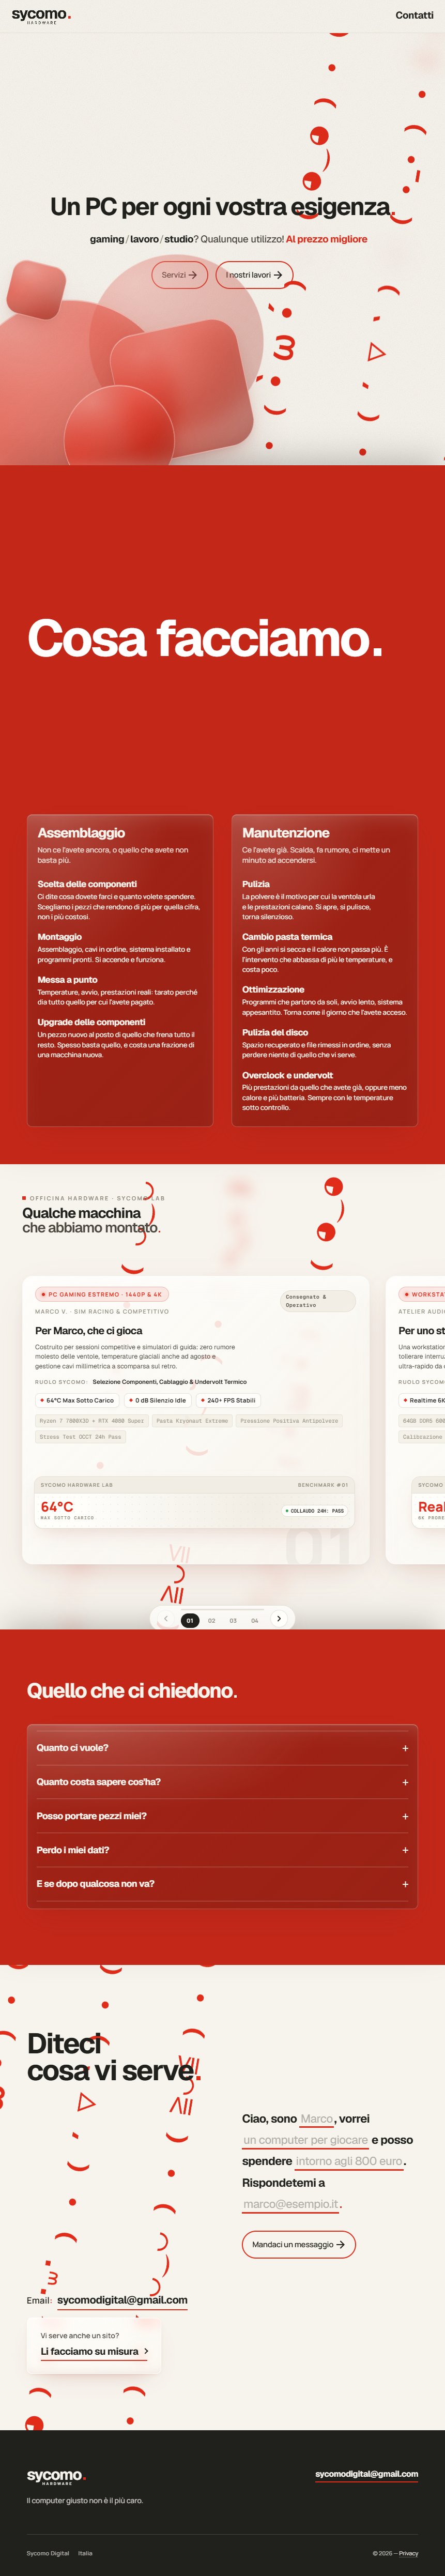 sycomo.
HARDWARE
Contatti
Un PC per ogni vostra esigenza.
gaming / lavoro / studio? Qualunque utilizzo! Al prezzo migliore
Servizi →
I nostri lavori →
Cosa facciamo.
Assemblaggio
Non ce l'avete ancora, o quello che avete non
basta più.
Scelta delle componenti
Ci dite cosa dovete farci e quanto volete spendere.
Scegliamo i pezzi che rendono di più per quella cifra,
non i più costosi.
Montaggio
Assemblaggio, cavi in ordine, sistema installato e
programmi pronti. Si accende e funziona.
Messa a punto
Temperature, avvio, prestazioni reali: tarato perché
dia tutto quello per cui l'avete pagato.
Upgrade delle componenti
Un pezzo nuovo al posto di quello che frena tutto il
resto. Spesso basta quello, e costa una frazione di
una macchina nuova.
Manutenzione
Ce l'avete già. Scalda, fa rumore, ci mette un
minuto ad accendersi.
Pulizia
La polvere è il motivo per cui la ventola urla
e le prestazioni calano. Si apre, si pulisce,
torna silenzioso.
Cambio pasta termica
Con gli anni si secca e il calore non passa più. È
l'intervento che abbassa di più le temperature, e
costa poco.
Ottimizzazione
Programmi che partono da soli, avvio lento, sistema
appesantito. Torna come il giorno che l'avete acceso.
Pulizia del disco
Spazio recuperato e file rimessi in ordine, senza
perdere niente di quello che vi serve.
Overclock e undervolt
Più prestazioni da quello che avete già, oppure meno
calore e più batteria. Sempre con le temperature
sotto controllo.
OFFICINA HARDWARE · SYCOMO LAB
Qualche macchina
che abbiamo montato.
PC GAMING ESTREMO · 1440P & 4K
Consegnato &
Operativo
MARCO V. · SIM RACING & COMPETITIVO
Per Marco, che ci gioca
Costruito per sessioni competitive e simulatori di guida: zero rumore
molesto delle ventole, temperature glaciali anche ad agosto e
gestione cavi millimetrica a scomparsa sul retro.
RUOLO SYCOMO: Selezione Componenti, Cablaggio & Undervolt Termico
64°C Max Sotto Carico
0 dB Silenzio Idle
240+ FPS Stabili
Ryzen 7 7800X3D + RTX 4080 Super
Pasta Kryonaut Extreme
Pressione Positiva Antipolvere
Stress Test OCCT 24h Pass
SYCOMO HARDWARE LAB
BENCHMARK #01
64°C
MAX SOTTO CARICO
COLLAUDO 24H: PASS
01
WORKSTA
ATELIER AUDIO
Per uno st
Una workstation
tollerare interruz
ultra-rapido da
RUOLO SYCOMO
Realtime 6K
64GB DDR5 600
Calibrazione
SYCOMO
Real
6K PRORE
01
02
03
04
Quello che ci chiedono.
Quanto ci vuole? +
Quanto costa sapere cos'ha? +
Posso portare pezzi miei? +
Perdo i miei dati? +
E se dopo qualcosa non va? +
Diteci
cosa vi serve.
Ciao, sono Marco, vorrei
un computer per giocare e posso
spendere intorno agli 800 euro.
Rispondetemi a
marco@esempio.it.
Mandaci un messaggio →
Email: sycomodigital@gmail.com
Vi serve anche un sito?
Li facciamo su misura
sycomo.
HARDWARE
Il computer giusto non è il più caro.
sycomodigital@gmail.com
Sycomo Digital Italia
© 2026 — Privacy